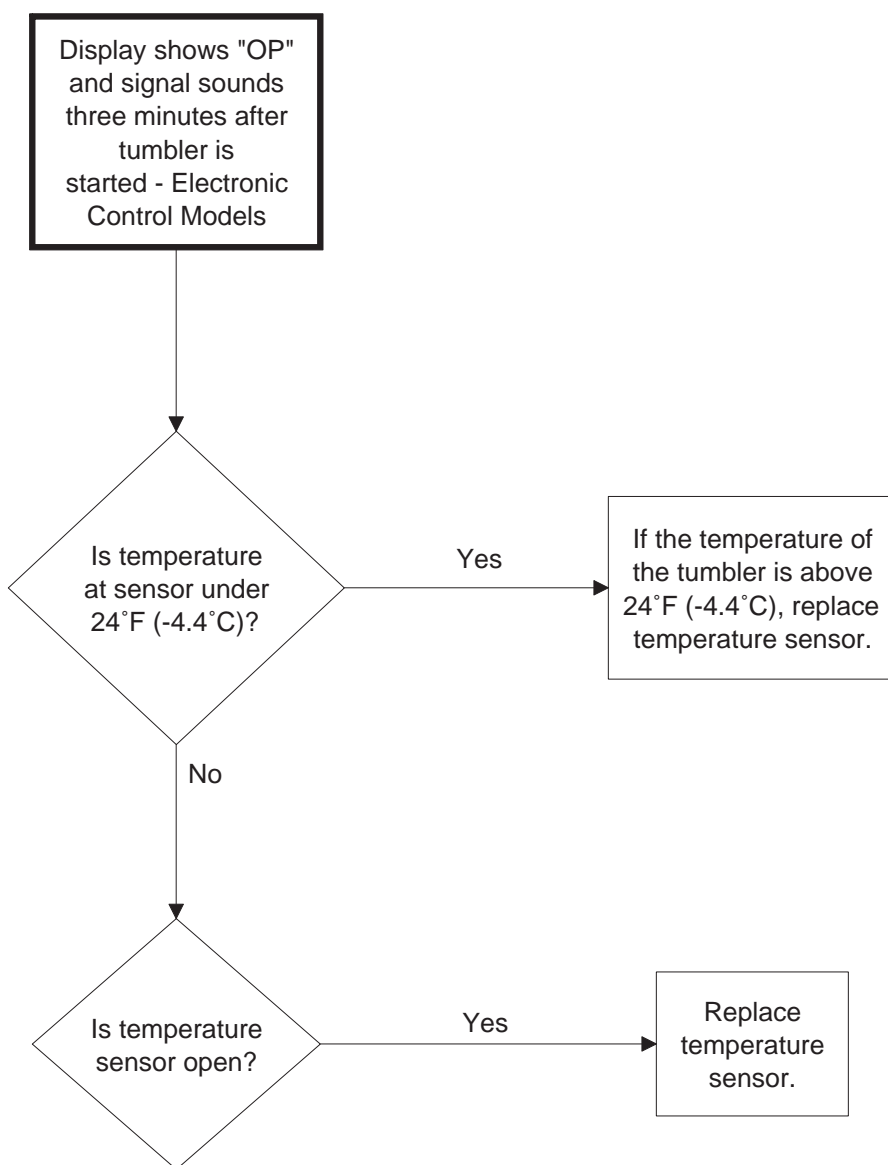 Display shows "OP"
and signal sounds
three minutes after
tumbler is
started - Electronic
Control Models
Is temperature
at sensor under
24˚F (-4.4˚C)?
Yes
If the temperature of
the tumbler is above
24˚F (-4.4˚C), replace
temperature sensor.
No
Is temperature
sensor open?
Yes
Replace
temperature
sensor.